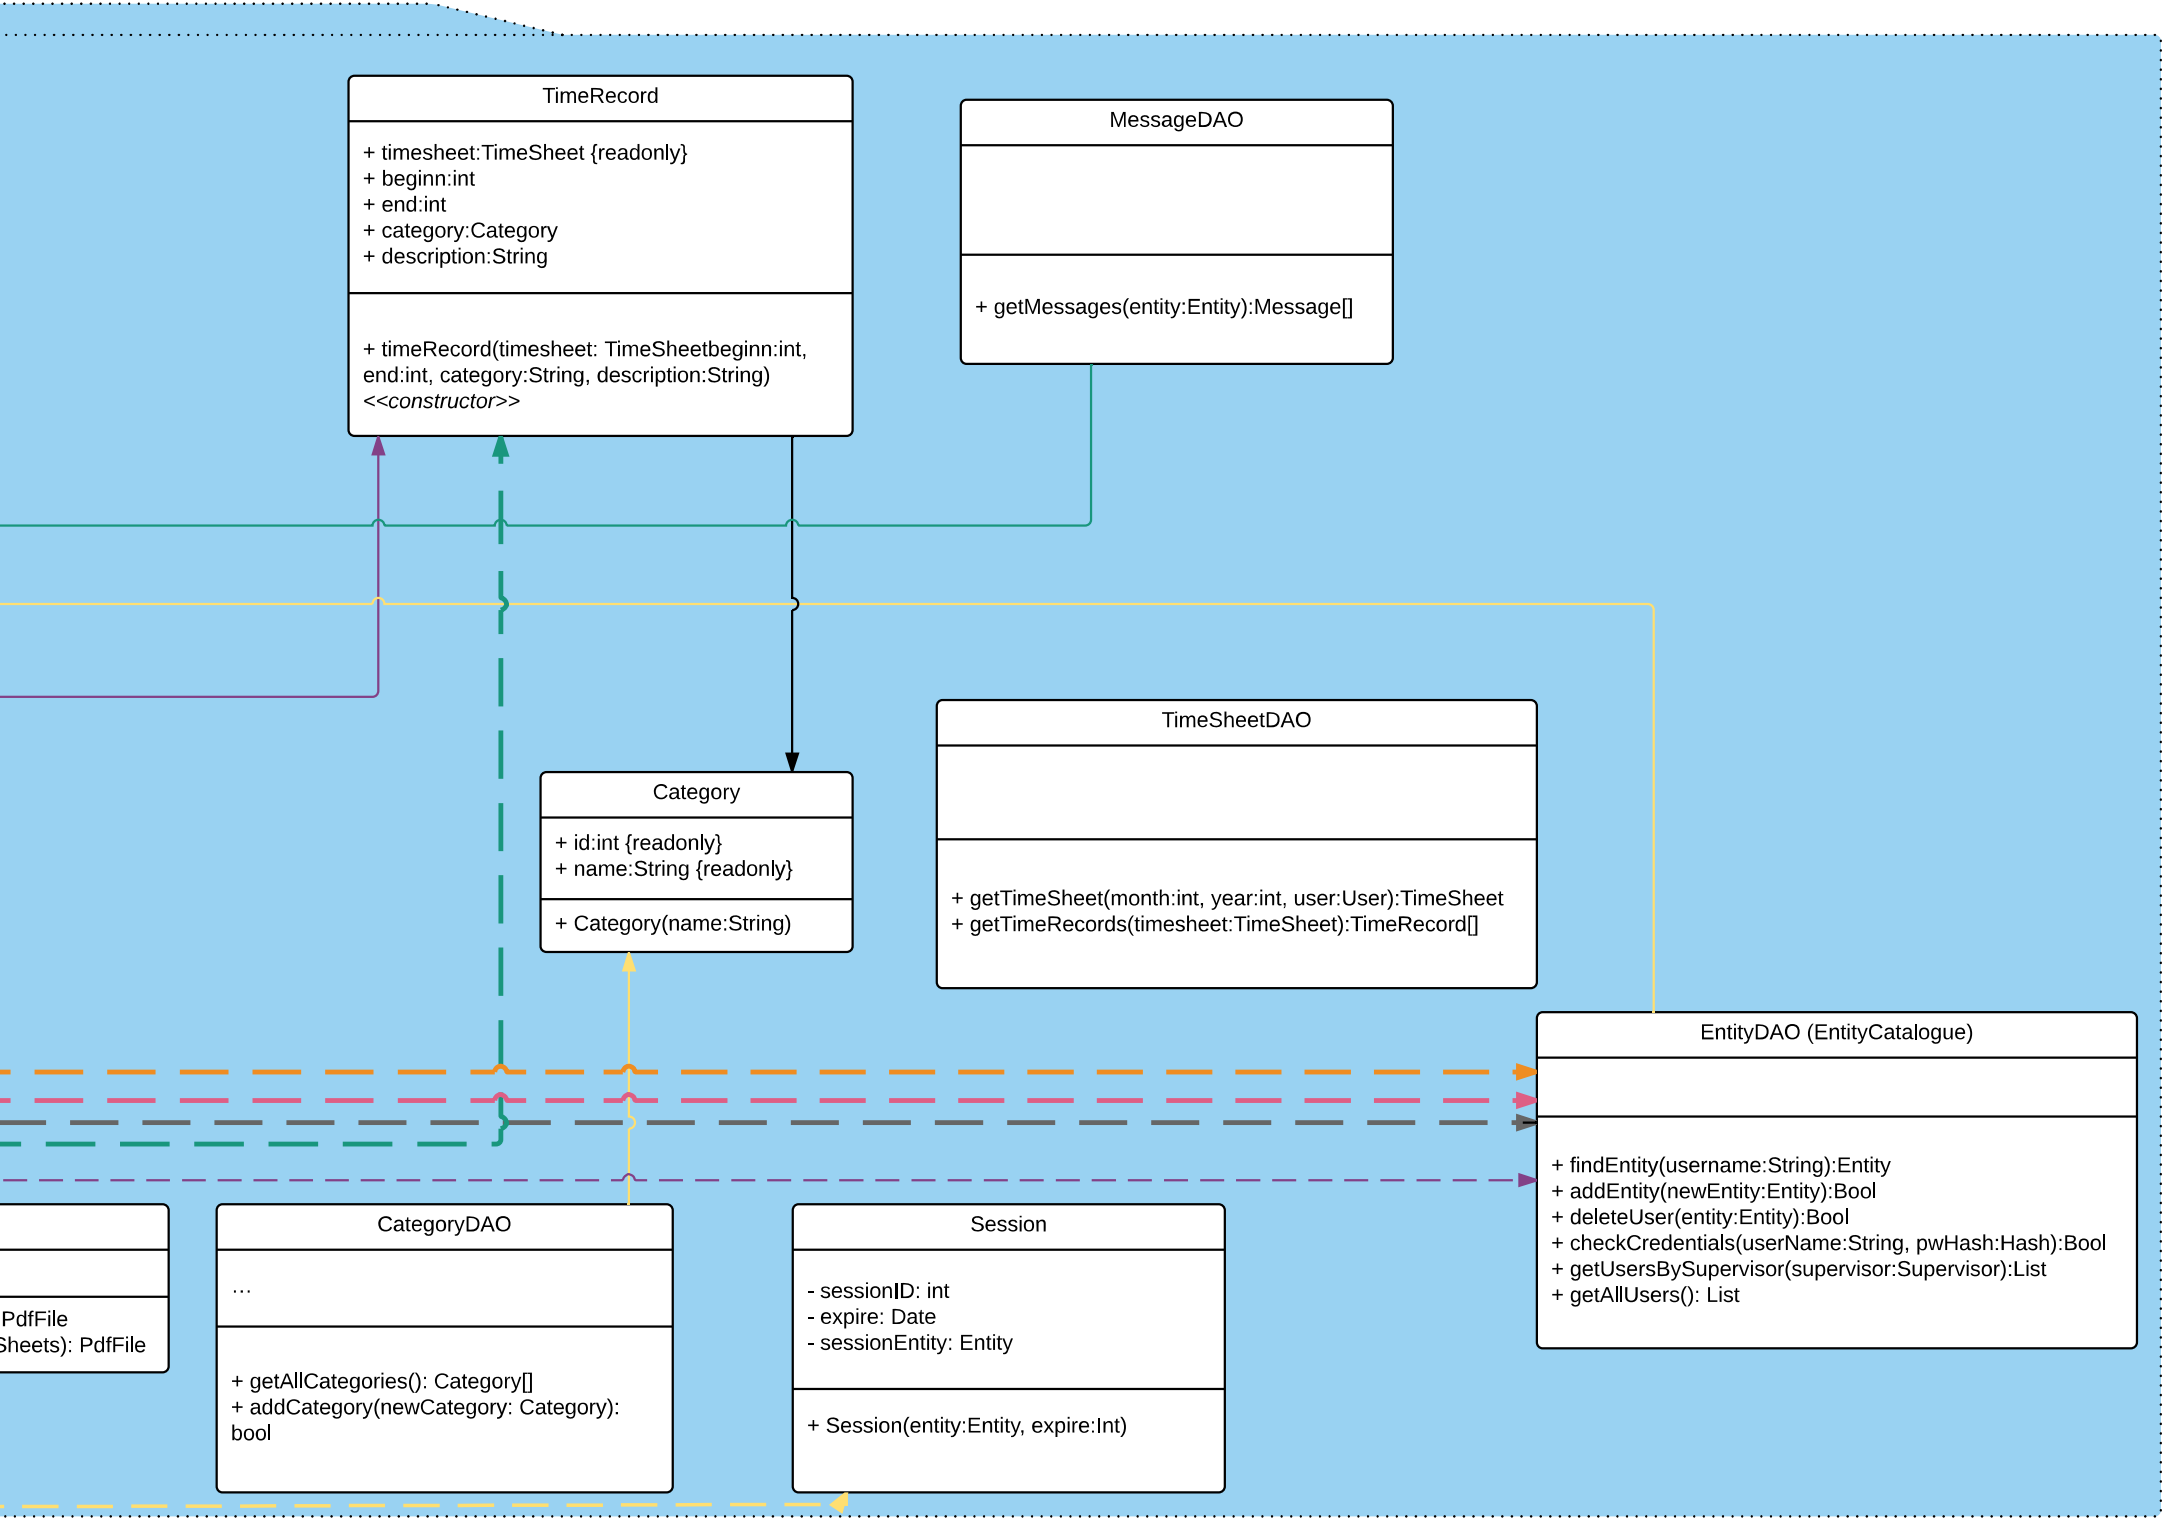 TimeRecord
+ timesheet:TimeSheet {readonly}
+ beginn:int
+ end:int
+ category:Category
+ description:String
+ timeRecord(timesheet: TimeSheetbeginn:int,
end:int, category:String, description:String)
<<constructor>>
MessageDAO
+ getMessages(entity:Entity):Message[]
TimeSheetDAO
+ getTimeSheet(month:int, year:int, user:User):TimeSheet
+ getTimeRecords(timesheet:TimeSheet):TimeRecord[]
Category
+ id:int {readonly}
+ name:String {readonly}
+ Category(name:String)
EntityDAO (EntityCatalogue)
+ findEntity(username:String):Entity
+ addEntity(newEntity:Entity):Bool
+ deleteUser(entity:Entity):Bool
+ checkCredentials(userName:String, pwHash:Hash):Bool
+ getUsersBySupervisor(supervisor:Supervisor):List
+ getAllUsers(): List
PdfFile
Sheets): PdfFile
CategoryDAO
...
+ getAllCategories(): Category[]
+ addCategory(newCategory: Category):
bool
Session
- sessionID: int
- expire: Date
- sessionEntity: Entity
+ Session(entity:Entity, expire:Int)